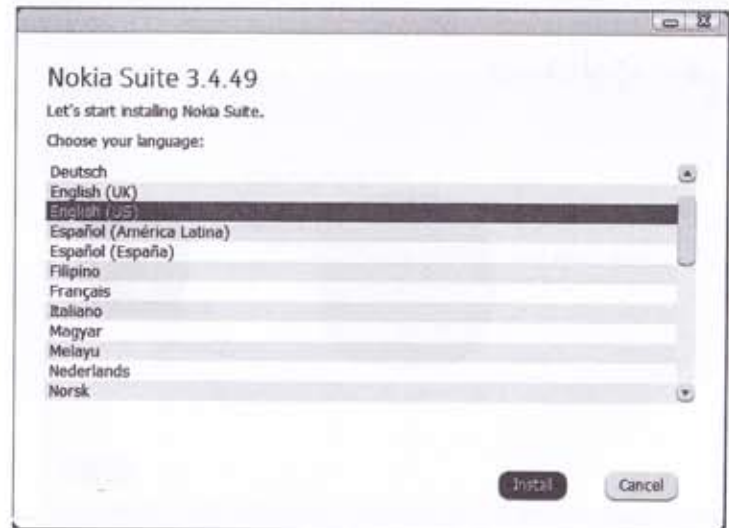 Nokia Suite 3.4.49
Let's start installing Nokia Suite.
Choose your language:
Deutsch
English (UK)
English (US)
Español (América Latina)
Español (España)
Filipino
Français
Italiano
Magyar
Melayu
Nederlands
Norsk
Install
Cancel